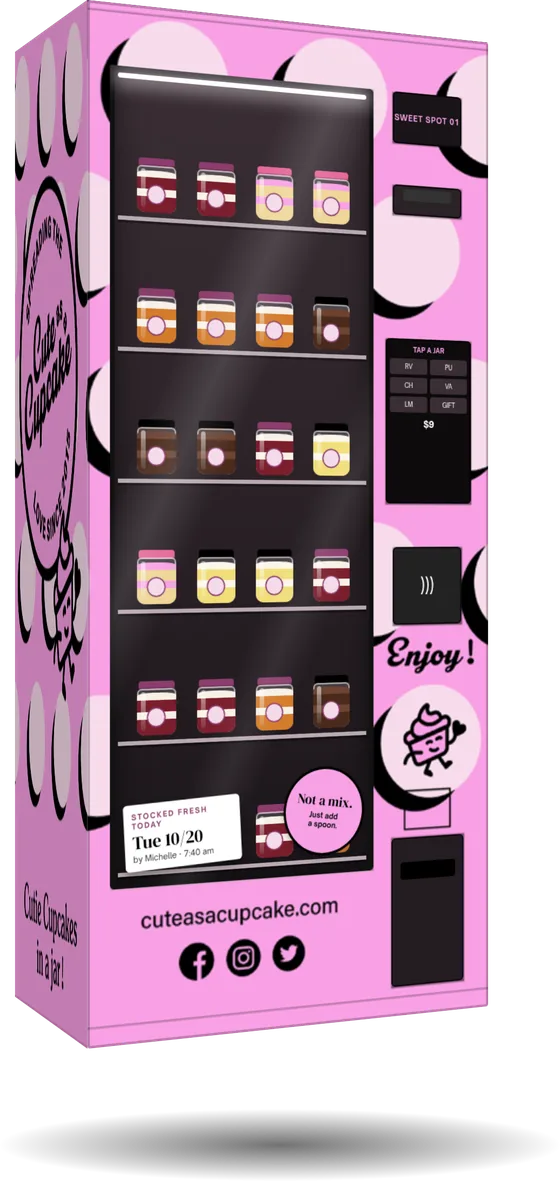 SPREADING THE
Cute as a
Cupcake
LOVE SINCE 2015
Cutie Cupcakes
in a jar!
SWEET SPOT 01
TAP A JAR
RV PU
CH VA
LM GIFT
$9
Enjoy!
STOCKED FRESH
TODAY
Tue 10/20
by Michelle · 7:40 am
Not a mix.
Just add
a spoon.
cuteasacupcake.com